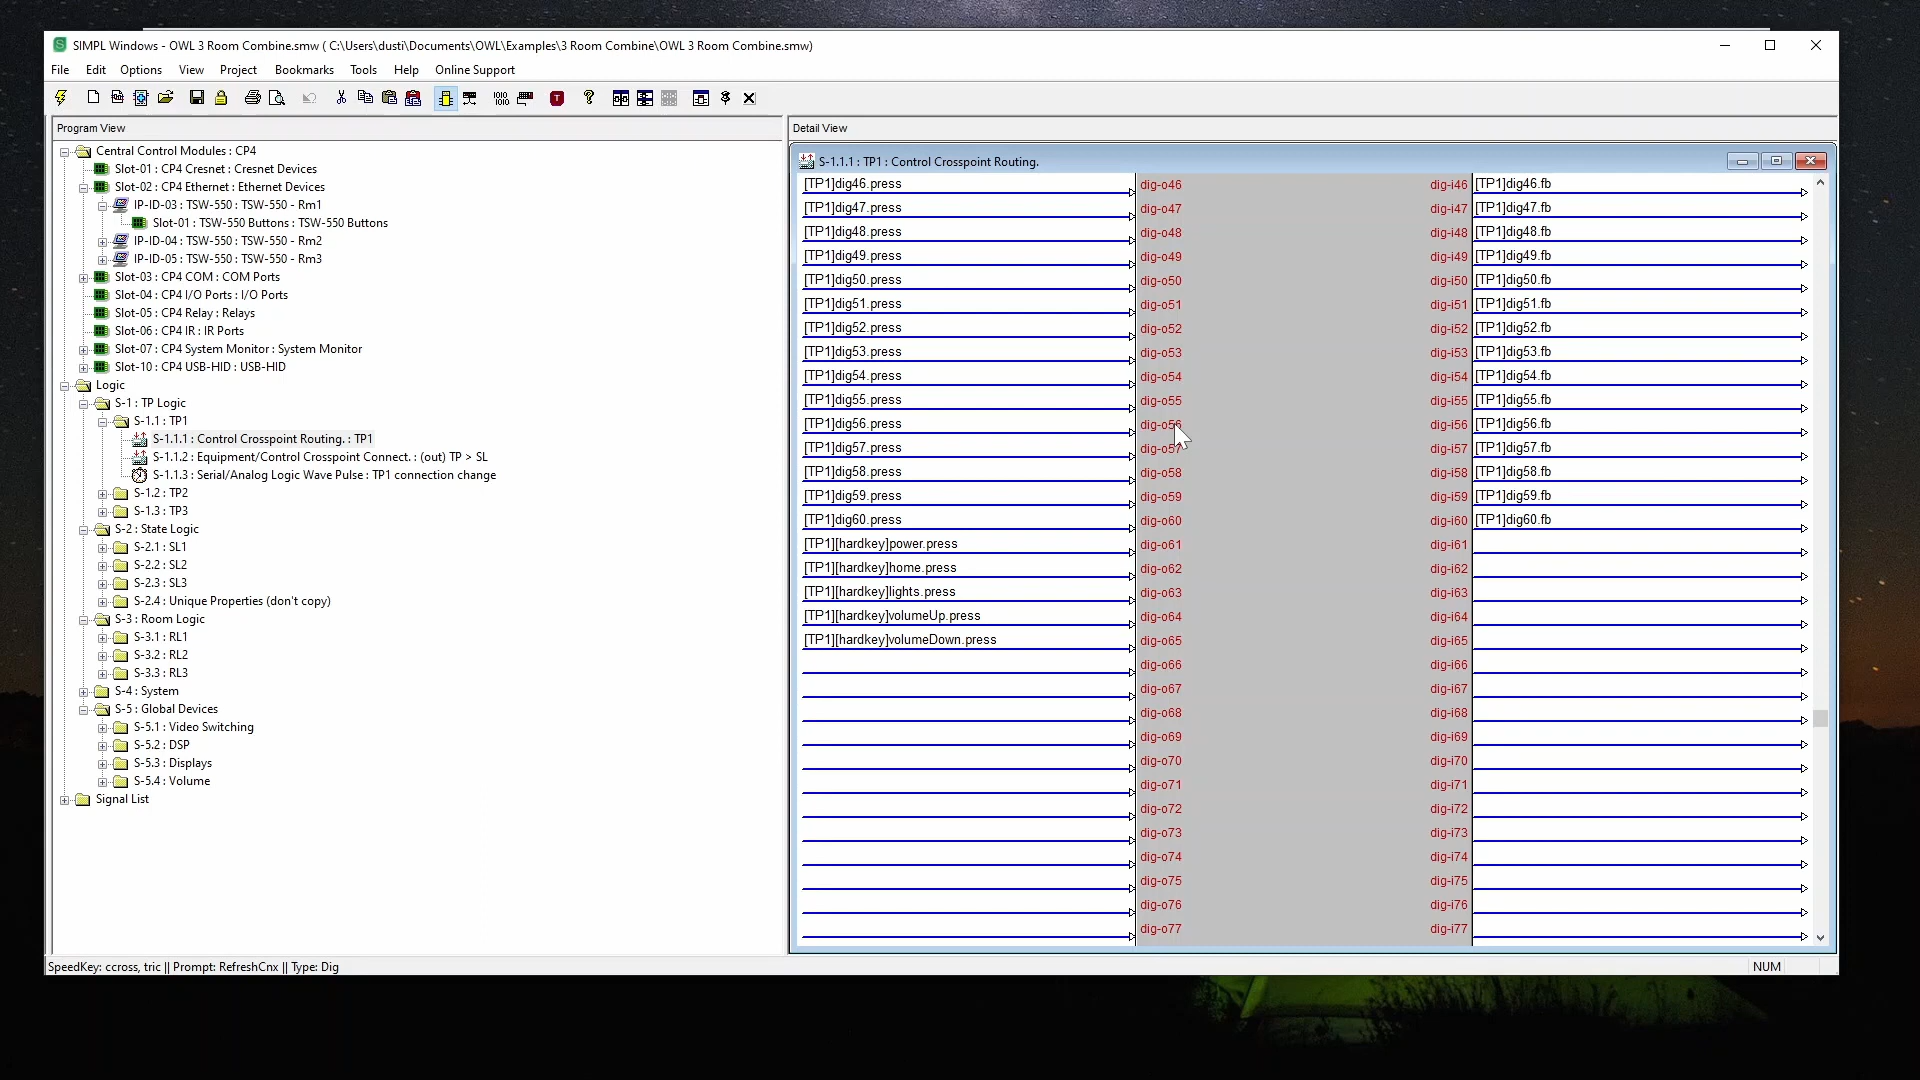 SIMPL Windows - OWL 3 Room Combine.smw ( C:\Users\dusti\Documents\OWL\Examples\3 Room Combine\OWL 3 Room Combine.smw)
File Edit Options View Project Bookmarks Tools Help Online Support
Program View
Central Control Modules : CP4
Slot-01 : CP4 Cresnet : Cresnet Devices
Slot-02 : CP4 Ethernet : Ethernet Devices
IP-ID-03 : TSW-550 : TSW-550 - Rm1
Slot-01 : TSW-550 Buttons : TSW-550 Buttons
IP-ID-04 : TSW-550 : TSW-550 - Rm2
IP-ID-05 : TSW-550 : TSW-550 - Rm3
Slot-03 : CP4 COM : COM Ports
Slot-04 : CP4 I/O Ports : I/O Ports
Slot-05 : CP4 Relay : Relays
Slot-06 : CP4 IR : IR Ports
Slot-07 : CP4 System Monitor : System Monitor
Slot-10 : CP4 USB-HID : USB-HID
Logic
S-1 : TP Logic
S-1.1 : TP1
S-1.1.1 : Control Crosspoint Routing. : TP1
S-1.1.2 : Equipment/Control Crosspoint Connect. : (out) TP > SL
S-1.1.3 : Serial/Analog Logic Wave Pulse : TP1 connection change
S-1.2 : TP2
S-1.3 : TP3
S-2 : State Logic
S-2.1 : SL1
S-2.2 : SL2
S-2.3 : SL3
S-2.4 : Unique Properties (don't copy)
S-3 : Room Logic
S-3.1 : RL1
S-3.2 : RL2
S-3.3 : RL3
S-4 : System
S-5 : Global Devices
S-5.1 : Video Switching
S-5.2 : DSP
S-5.3 : Displays
S-5.4 : Volume
Signal List
Detail View
S-1.1.1 : TP1 : Control Crosspoint Routing.
[TP1]dig46.press dig-o46 dig-i46 [TP1]dig46.fb
[TP1]dig47.press dig-o47 dig-i47 [TP1]dig47.fb
[TP1]dig48.press dig-o48 dig-i48 [TP1]dig48.fb
[TP1]dig49.press dig-o49 dig-i49 [TP1]dig49.fb
[TP1]dig50.press dig-o50 dig-i50 [TP1]dig50.fb
[TP1]dig51.press dig-o51 dig-i51 [TP1]dig51.fb
[TP1]dig52.press dig-o52 dig-i52 [TP1]dig52.fb
[TP1]dig53.press dig-o53 dig-i53 [TP1]dig53.fb
[TP1]dig54.press dig-o54 dig-i54 [TP1]dig54.fb
[TP1]dig55.press dig-o55 dig-i55 [TP1]dig55.fb
[TP1]dig56.press dig-o56 dig-i56 [TP1]dig56.fb
[TP1]dig57.press dig-o57 dig-i57 [TP1]dig57.fb
[TP1]dig58.press dig-o58 dig-i58 [TP1]dig58.fb
[TP1]dig59.press dig-o59 dig-i59 [TP1]dig59.fb
[TP1]dig60.press dig-o60 dig-i60 [TP1]dig60.fb
[TP1][hardkey]power.press dig-o61 dig-i61
[TP1][hardkey]home.press dig-o62 dig-i62
[TP1][hardkey]lights.press dig-o63 dig-i63
[TP1][hardkey]volumeUp.press dig-o64 dig-i64
[TP1][hardkey]volumeDown.press dig-o65 dig-i65
dig-o66 dig-i66
dig-o67 dig-i67
dig-o68 dig-i68
dig-o69 dig-i69
dig-o70 dig-i70
dig-o71 dig-i71
dig-o72 dig-i72
dig-o73 dig-i73
dig-o74 dig-i74
dig-o75 dig-i75
dig-o76 dig-i76
dig-o77 dig-i77
SpeedKey: ccross, tric || Prompt: RefreshCnx || Type: Dig
NUM